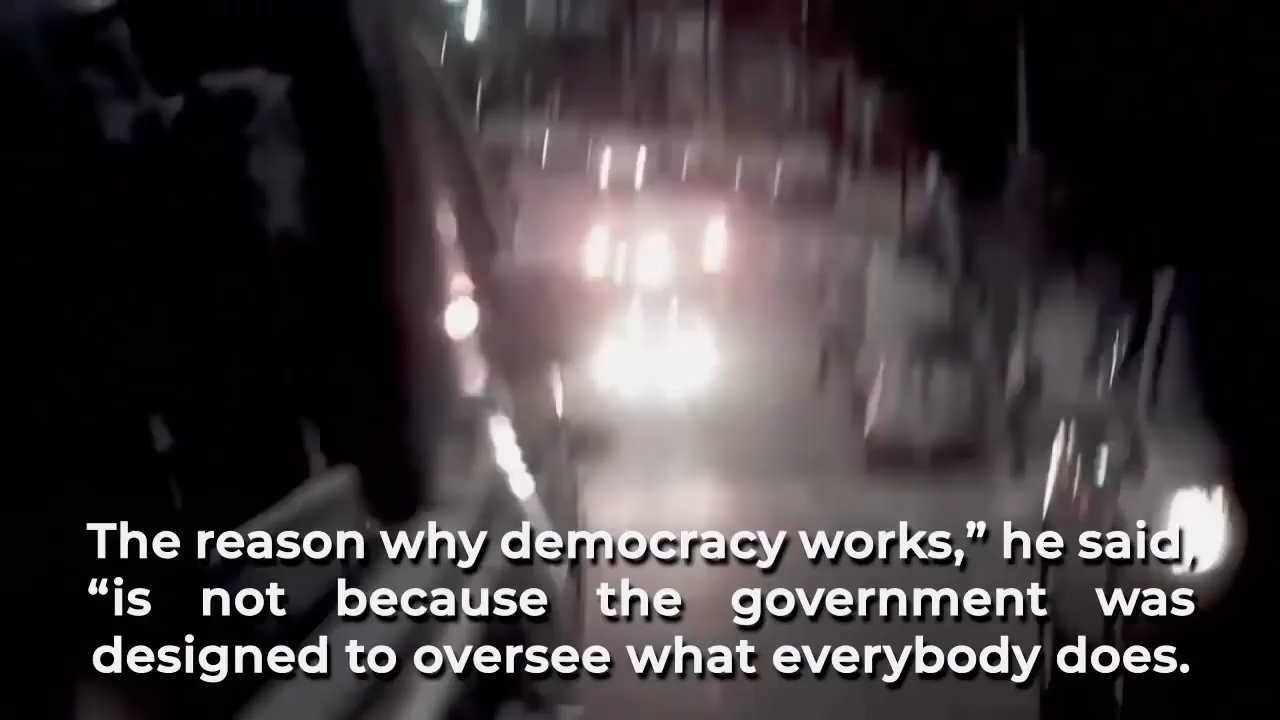 The reason why democracy works,” he said,
“is not because the government was
designed to oversee what everybody does.